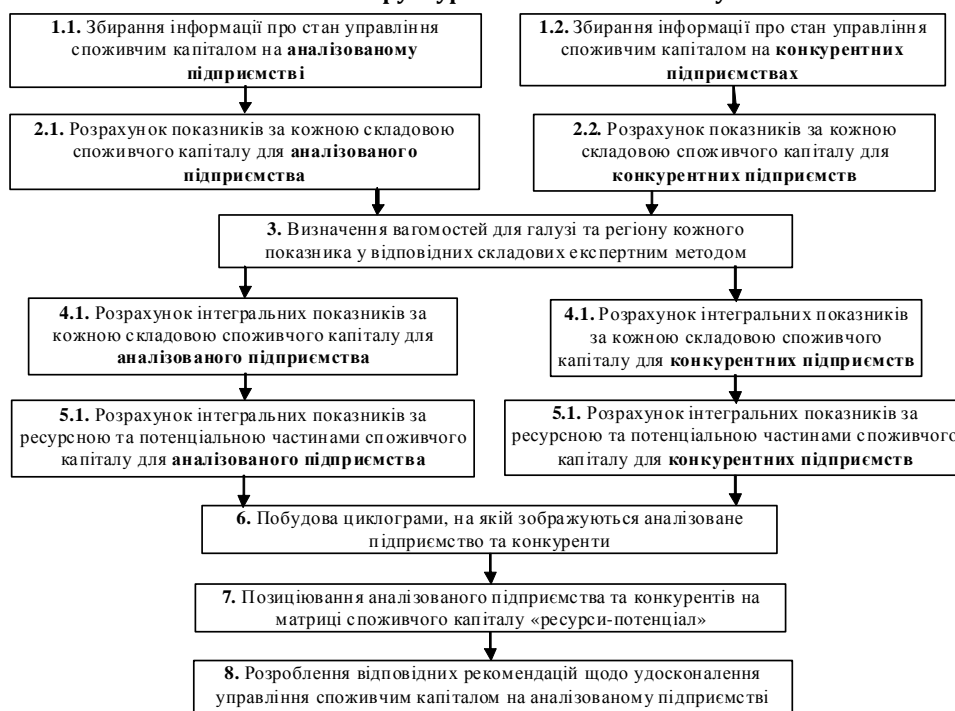 1.1. Збирання інформації про стан управління
споживчим капіталом на аналізованому
підприємстві
1.2. Збирання інформації про стан управління
споживчим капіталом на конкурентних
підприємствах
2.1. Розрахунок показників за кожною складовою
споживчого капіталу для аналізованого
підприємства
2.2. Розрахунок показників за кожною
складовою споживчого капіталу для
конкурентних підприємств
3. Визначення вагомостей для галузі та регіону кожного
показника у відповідних складових експертним методом
4.1. Розрахунок інтегральних показників за
кожною складовою споживчого капіталу для
аналізованого підприємства
4.1. Розрахунок інтегральних показників
за кожною складовою споживчого
капіталу для конкурентних підприємств
5.1. Розрахунок інтегральних показників за
ресурсною та потенціальною частинами споживчого
капіталу для аналізованого підприємства
5.1. Розрахунок інтегральних показників за
ресурсною та потенціальною частинами споживчого
капіталу для конкурентних підприємств
6. Побудова циклограми, на якій зображуються аналізоване
підприємство та конкуренти
7. Позиціювання аналізованого підприємства та конкурентів на
матриці споживчого капіталу «ресурси-потенціал»
8. Розроблення відповідних рекомендацій щодо удосконалення
управління споживчим капіталом на аналізованому підприємстві